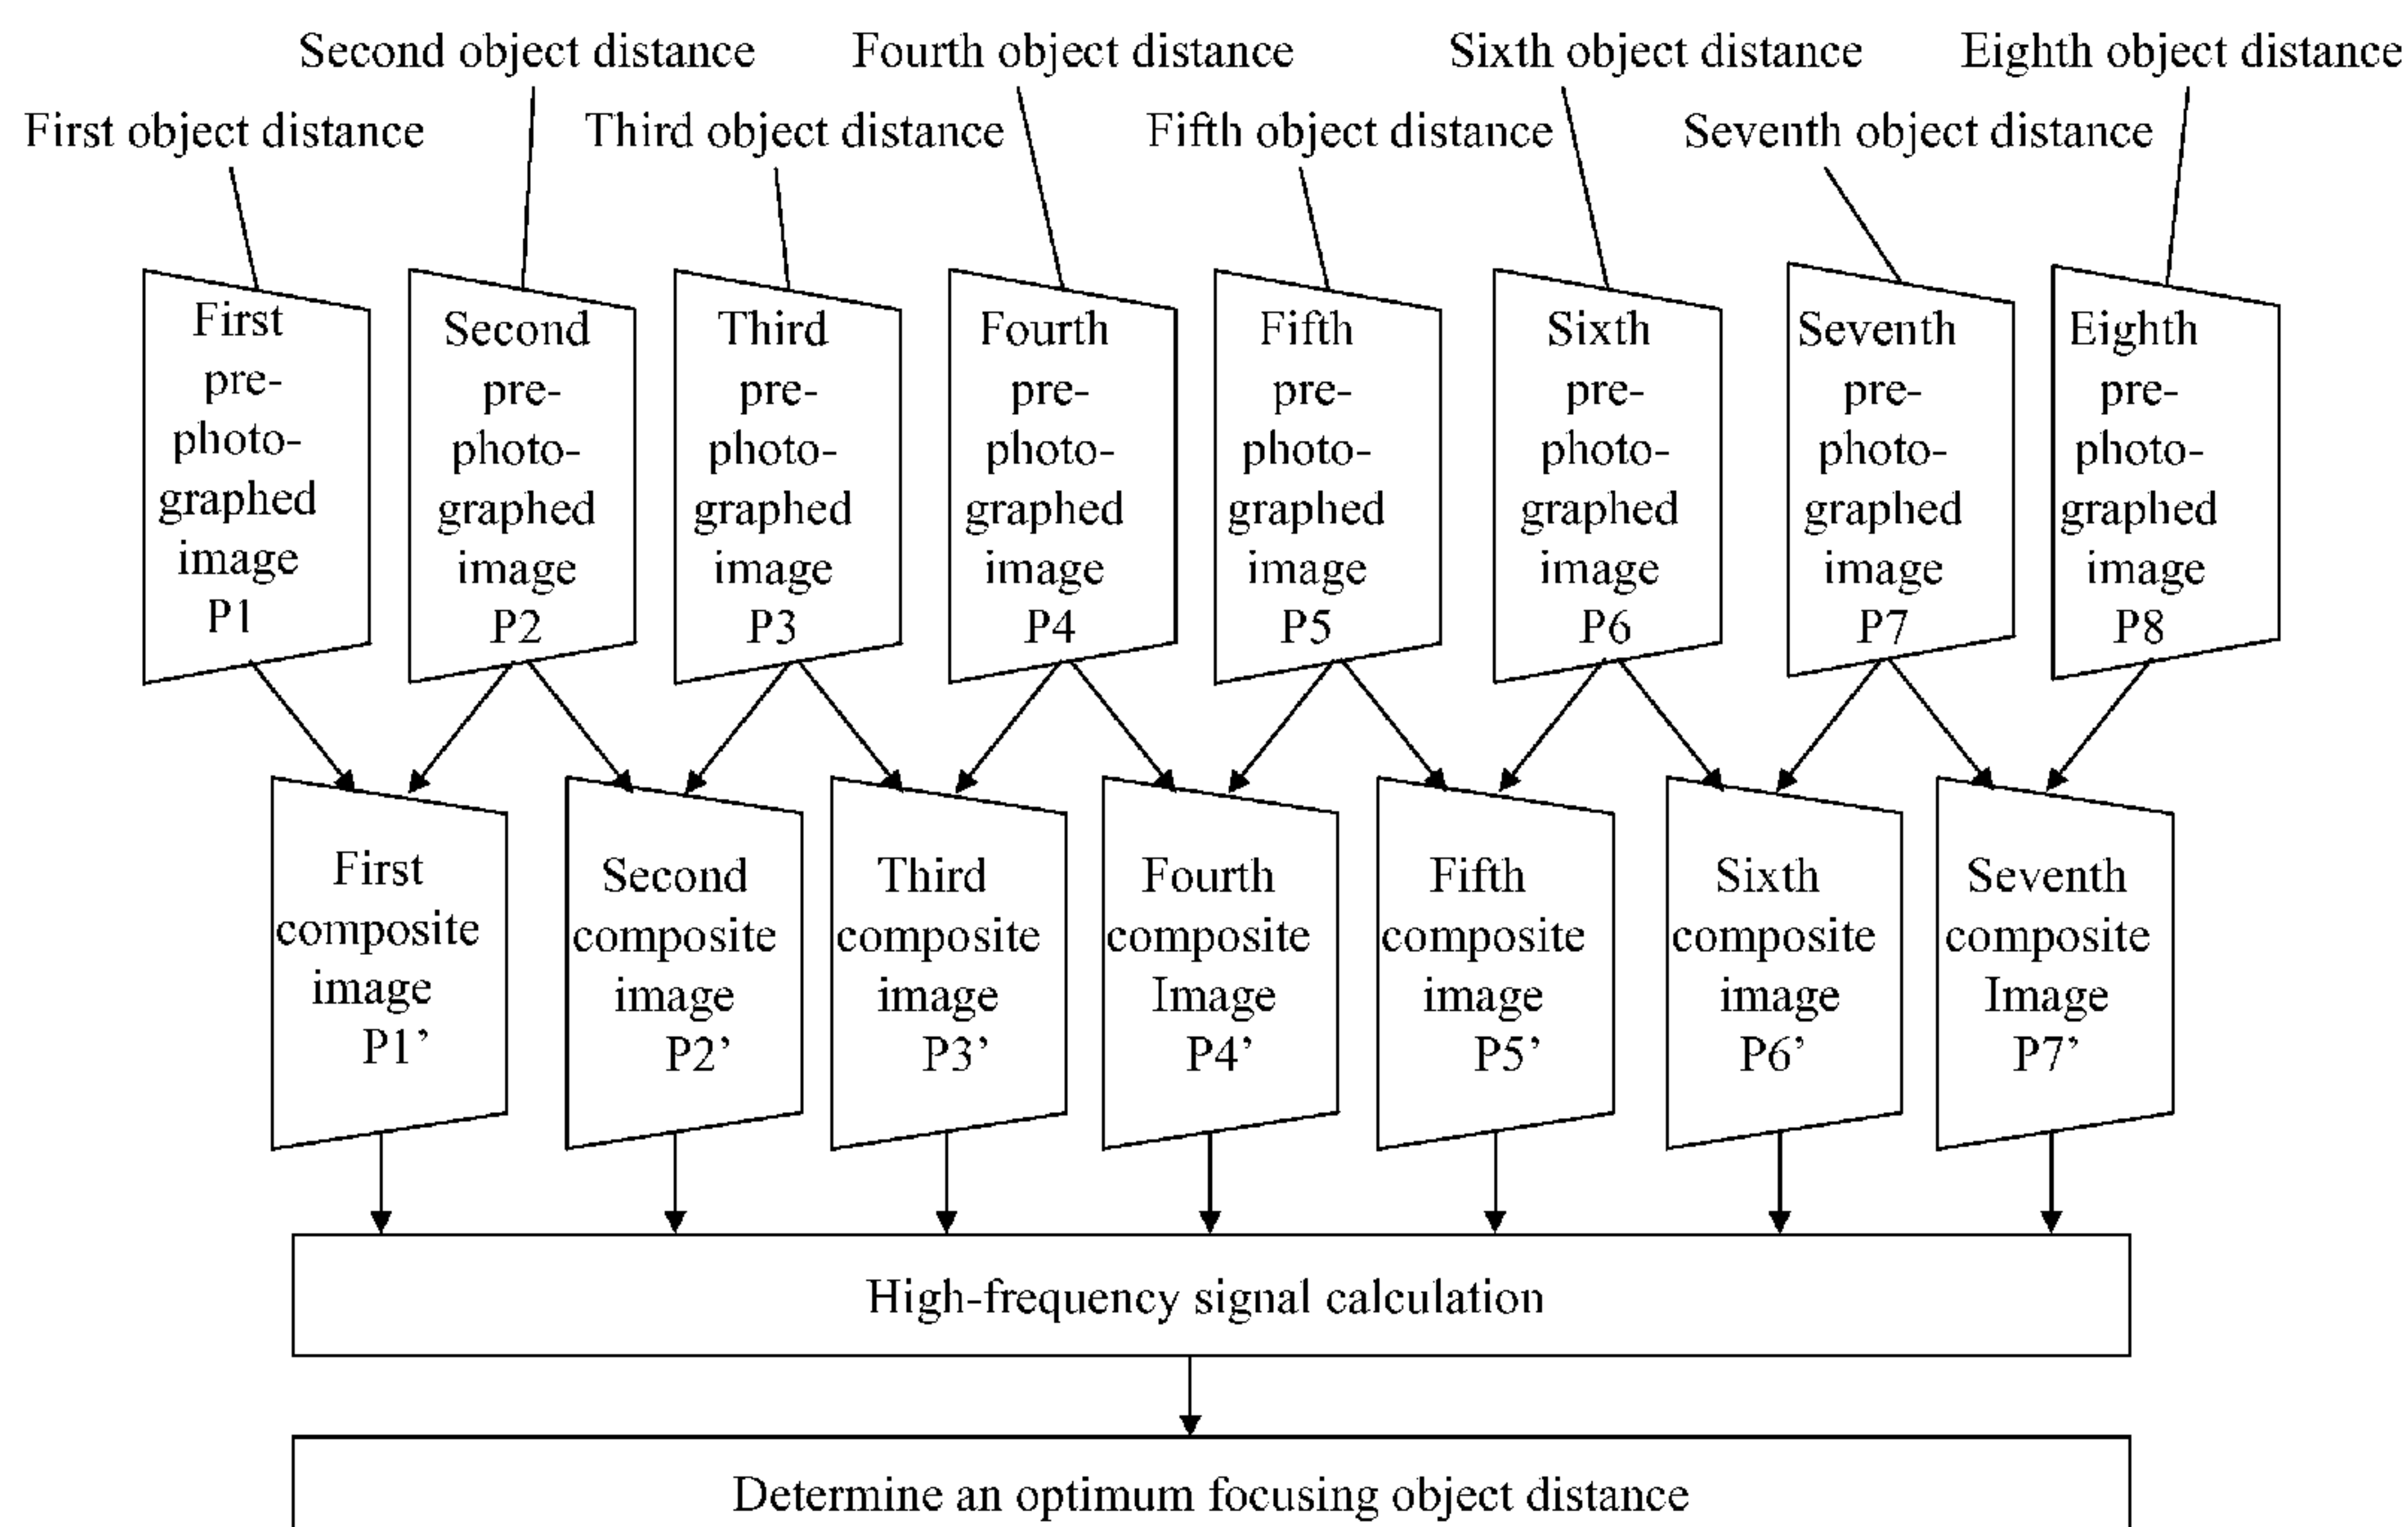 Second object distance
Fourth object distance
Sixth object distance
Eighth object distance
First object distance
Third object distance
Fifth object distance
Seventh object distance
First
pre-
photo-
graphed
image
P1
Second
pre-
photo-
graphed
image
P2
Third
pre-
photo-
graphed
image
P3
Fourth
pre-
photo-
graphed
image
P4
Fifth
pre-
photo-
graphed
image
P5
Sixth
pre-
photo-
graphed
image
P6
Seventh
pre-
photo-
graphed
image
P7
Eighth
pre-
photo-
graphed
image
P8
First
composite
image
P1’
Second
composite
image
P2’
Third
composite
image
P3’
Fourth
composite
Image
P4’
Fifth
composite
image
P5’
Sixth
composite
image
P6’
Seventh
composite
Image
P7’
High-frequency signal calculation
Determine an optimum focusing object distance